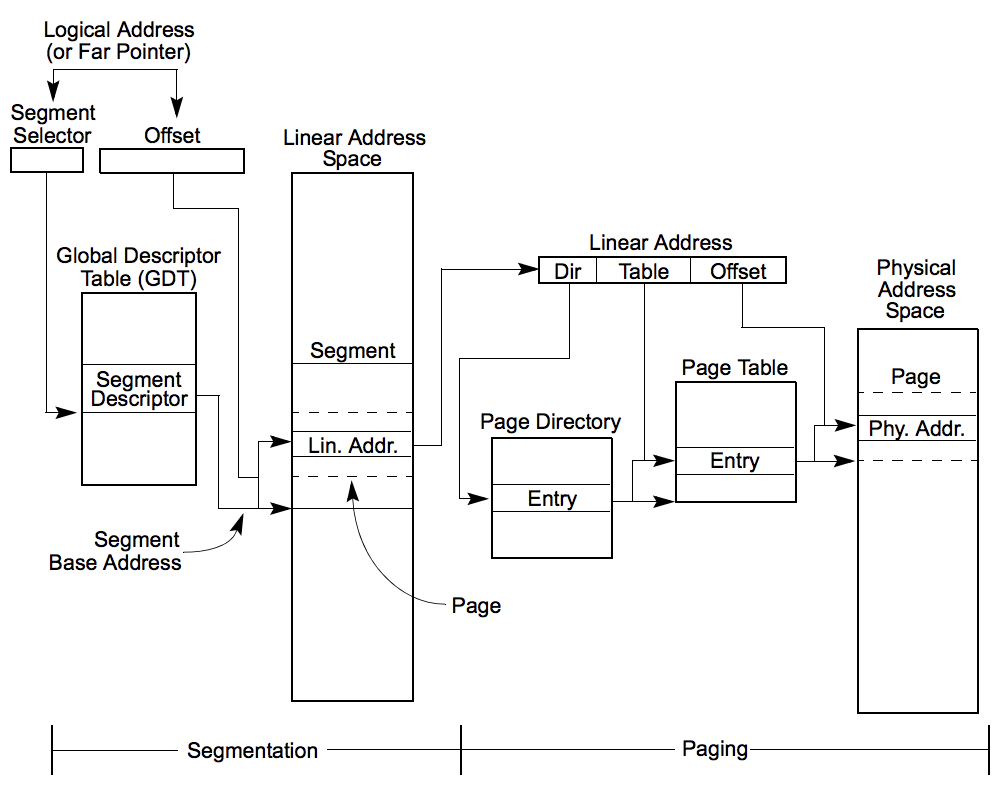 Logical Address
(or Far Pointer)
Segment
Selector
Offset
Linear Address
Space
Global Descriptor
Table (GDT)
Segment
Descriptor
Segment
Lin. Addr.
Segment
Base Address
Page
Linear Address
Dir
Table
Offset
Page Directory
Entry
Page Table
Entry
Physical
Address
Space
Page
Phy. Addr.
Segmentation
Paging